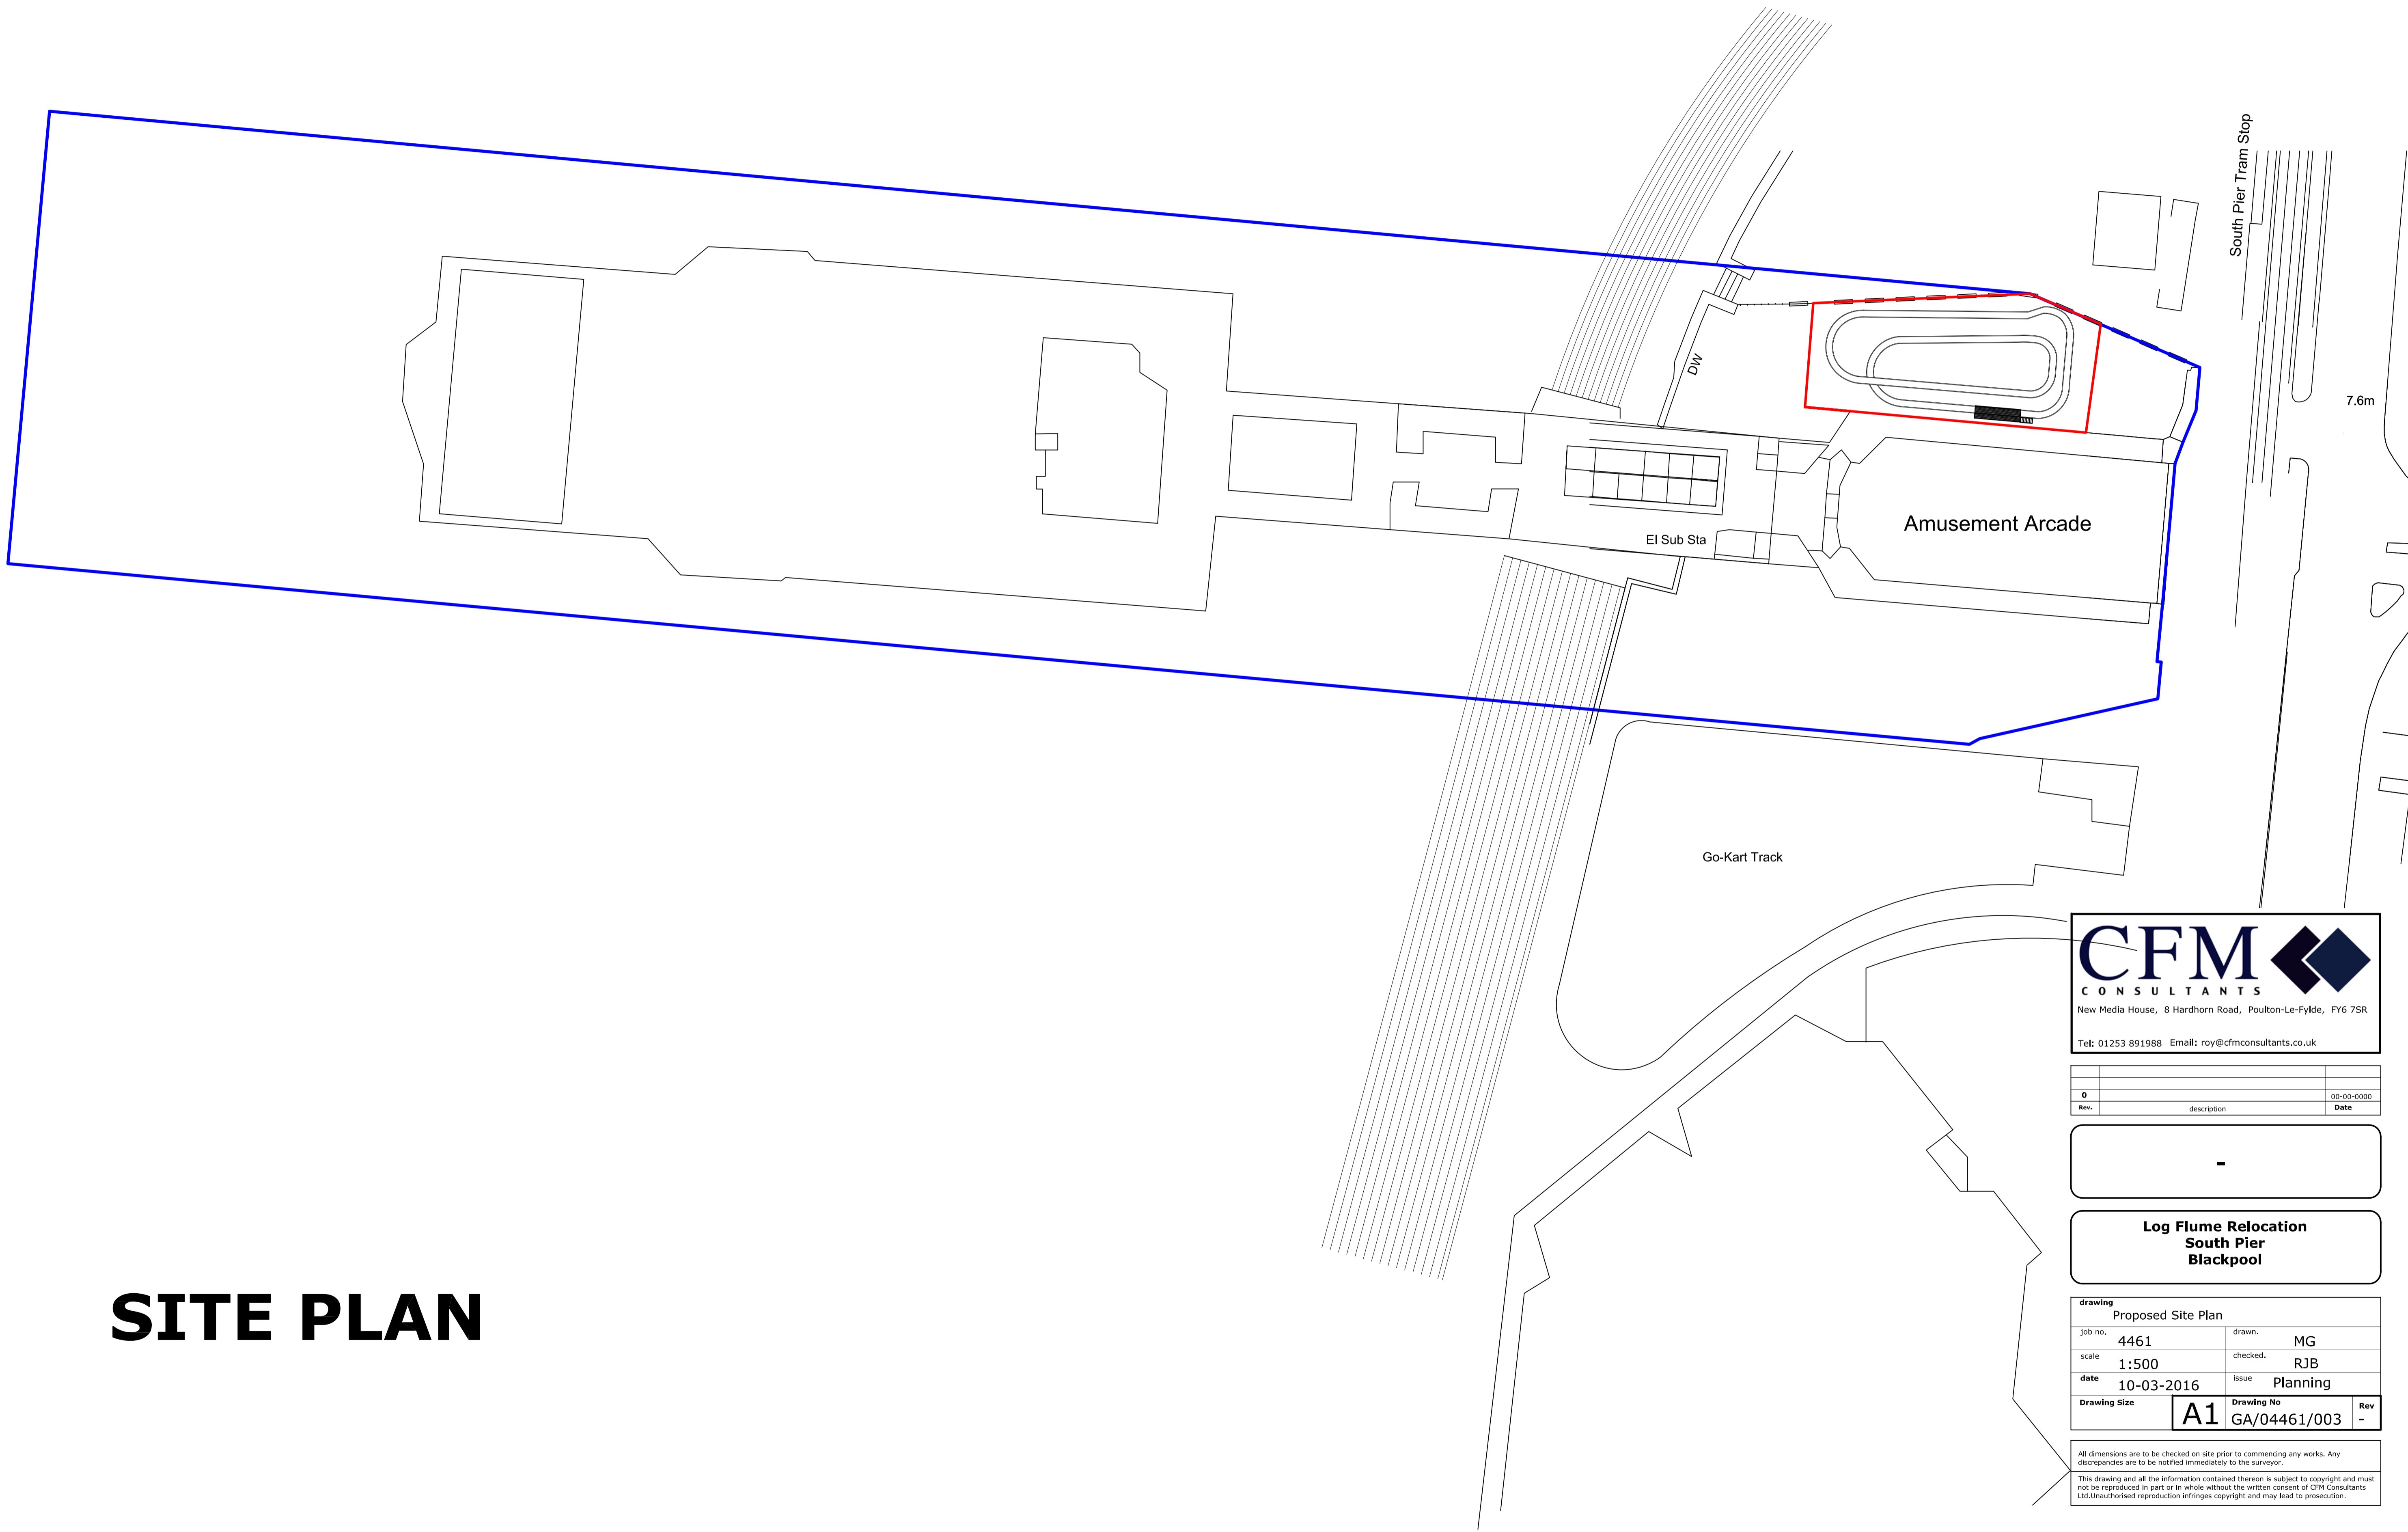 South Pier Tram Stop
7.6m
DW
Amusement Arcade
El Sub Sta
Go-Kart Track
SITE PLAN
CFM
CONSULTANTS
New Media House, 8 Hardhorn Road, Poulton-Le-Fylde, FY6 7SR
Tel: 01253 891988 Email: roy@cfmconsultants.co.uk
0 00-00-0000
Rev. description Date
-
Log Flume Relocation
South Pier
Blackpool
drawing
Proposed Site Plan
job no. 4461 drawn. MG
scale 1:500 checked. RJB
date 10-03-2016 issue Planning
Drawing Size A1 Drawing No GA/04461/003 Rev -
All dimensions are to be checked on site prior to commencing any works. Any
discrepancies are to be notified immediately to the surveyor.
This drawing and all the information contained thereon is subject to copyright and must
not be reproduced in part or in whole without the written consent of CFM Consultants
Ltd.Unauthorised reproduction infringes copyright and may lead to prosecution.